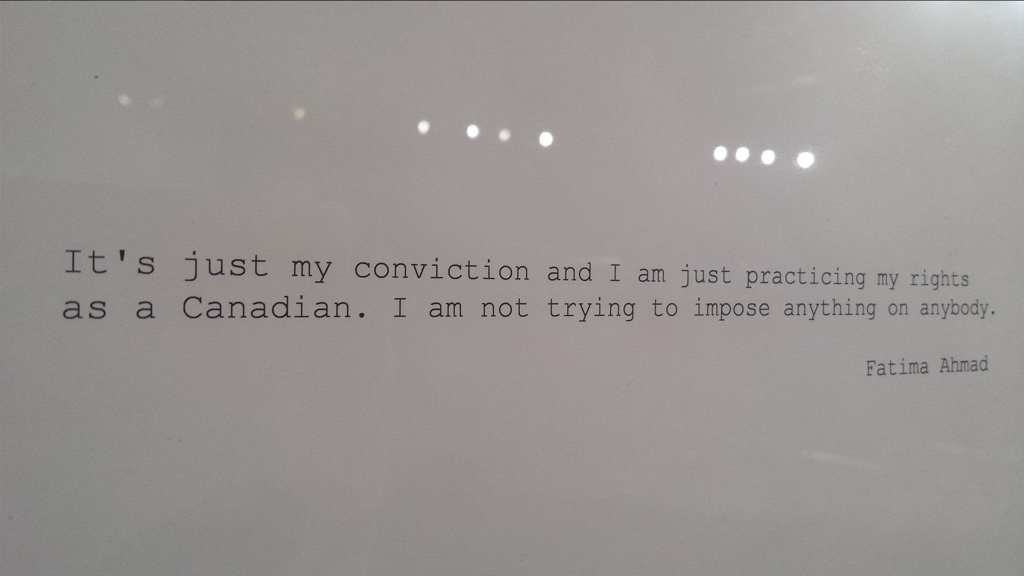 It's just my conviction and I am just practicing my rights
as a Canadian. I am not trying to impose anything on anybody.
Fatima Ahmad